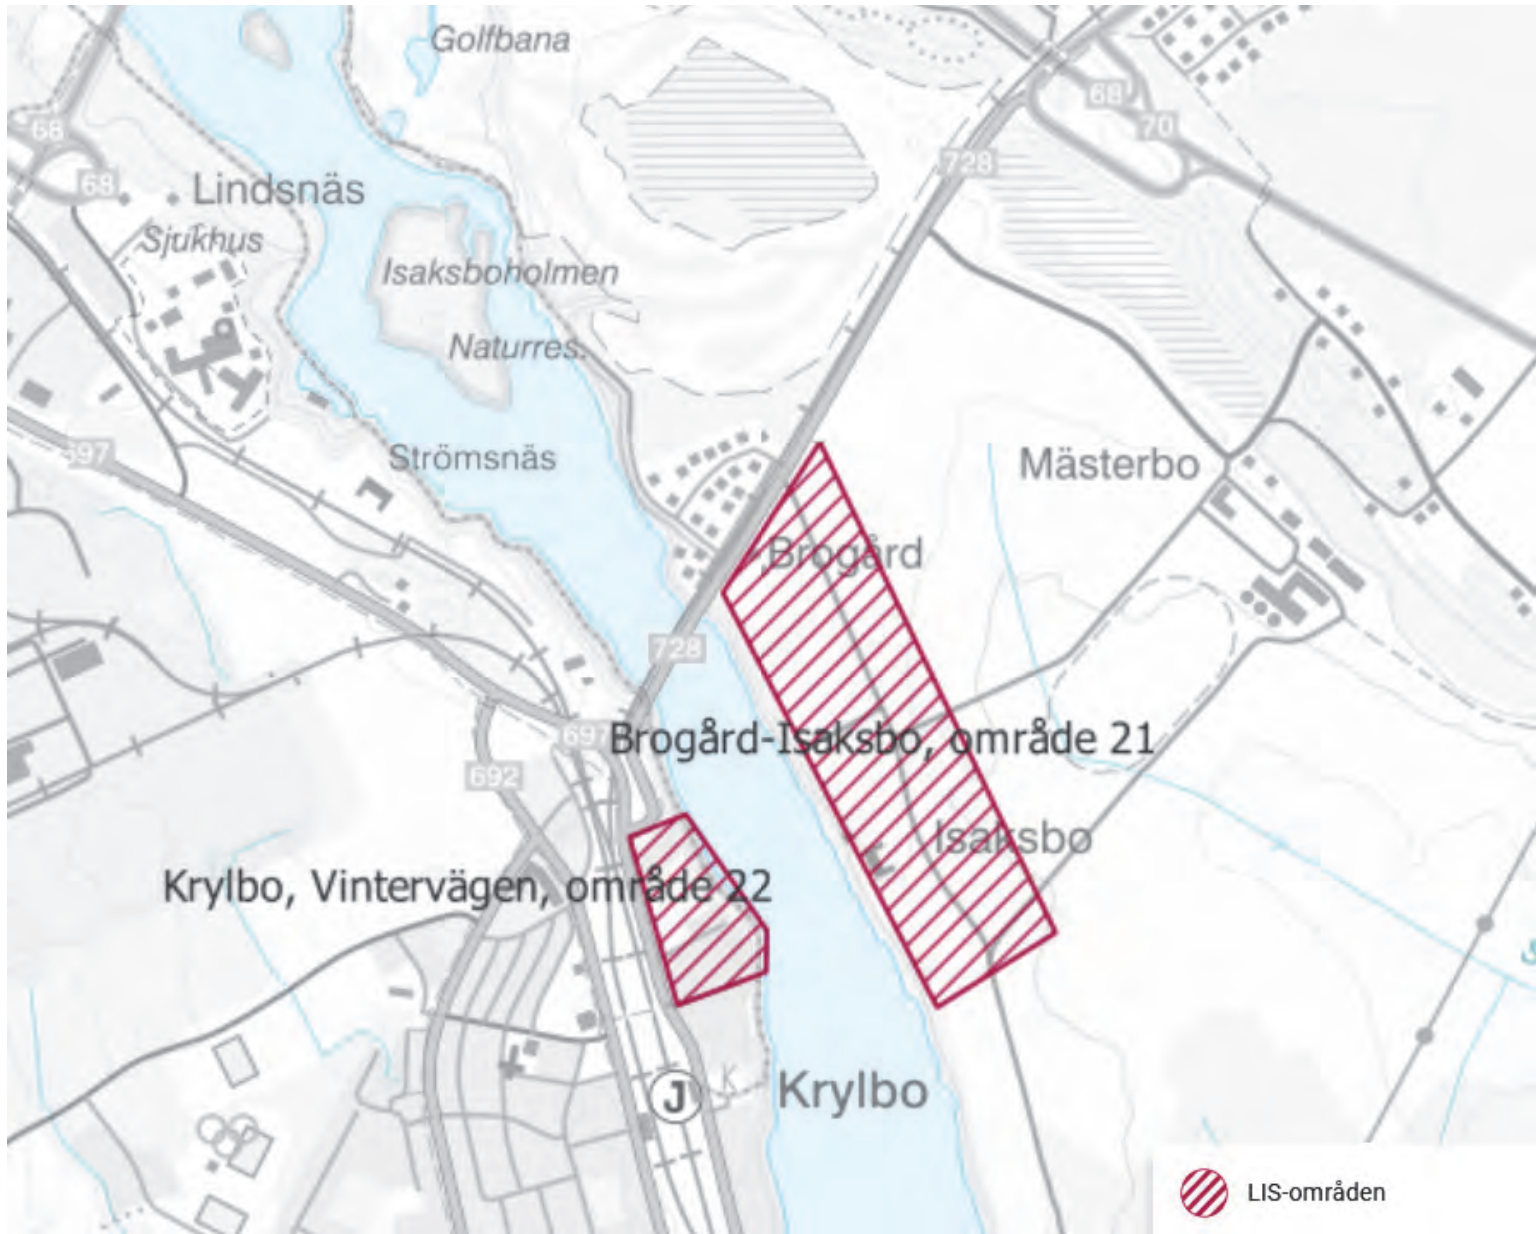 Golfbana
68
70
68
728
68
Lindsnäs
Sjukhus
Isaksboholmen
Naturres.
697
Strömsnäs
Mästerbo
Brogård
728
697
Brogård-Isaksbo, område 21
692
Isaksbo
Krylbo, Vintervägen, område 22
J
K
Krylbo
LIS-områden